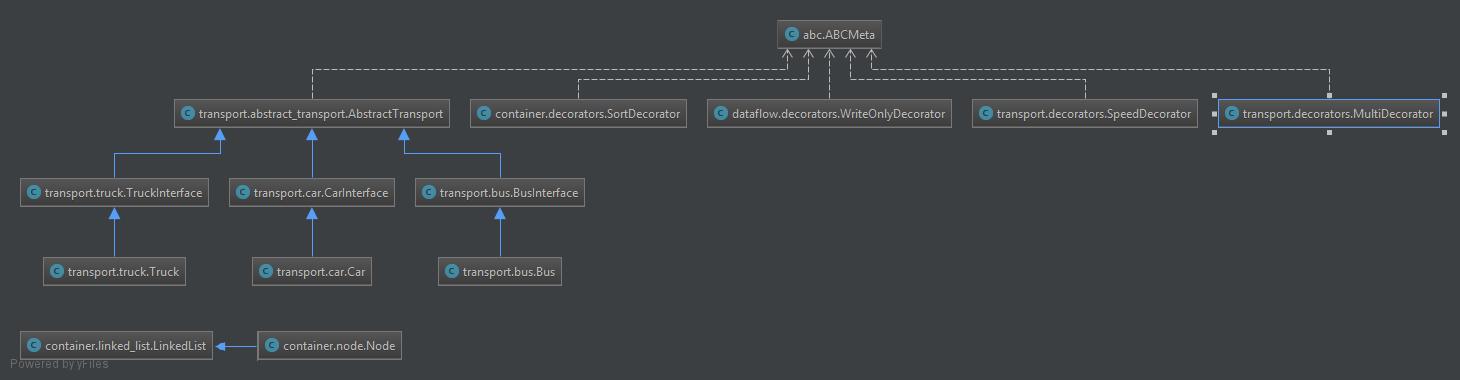 abc.ABCMeta
transport.abstract_transport.AbstractTransport
container.decorators.SortDecorator
dataflow.decorators.WriteOnlyDecorator
transport.decorators.SpeedDecorator
transport.decorators.MultiDecorator
transport.truck.TruckInterface
transport.car.CarInterface
transport.bus.BusInterface
transport.truck.Truck
transport.car.Car
transport.bus.Bus
container.linked_list.LinkedList
container.node.Node
Powered by yFiles